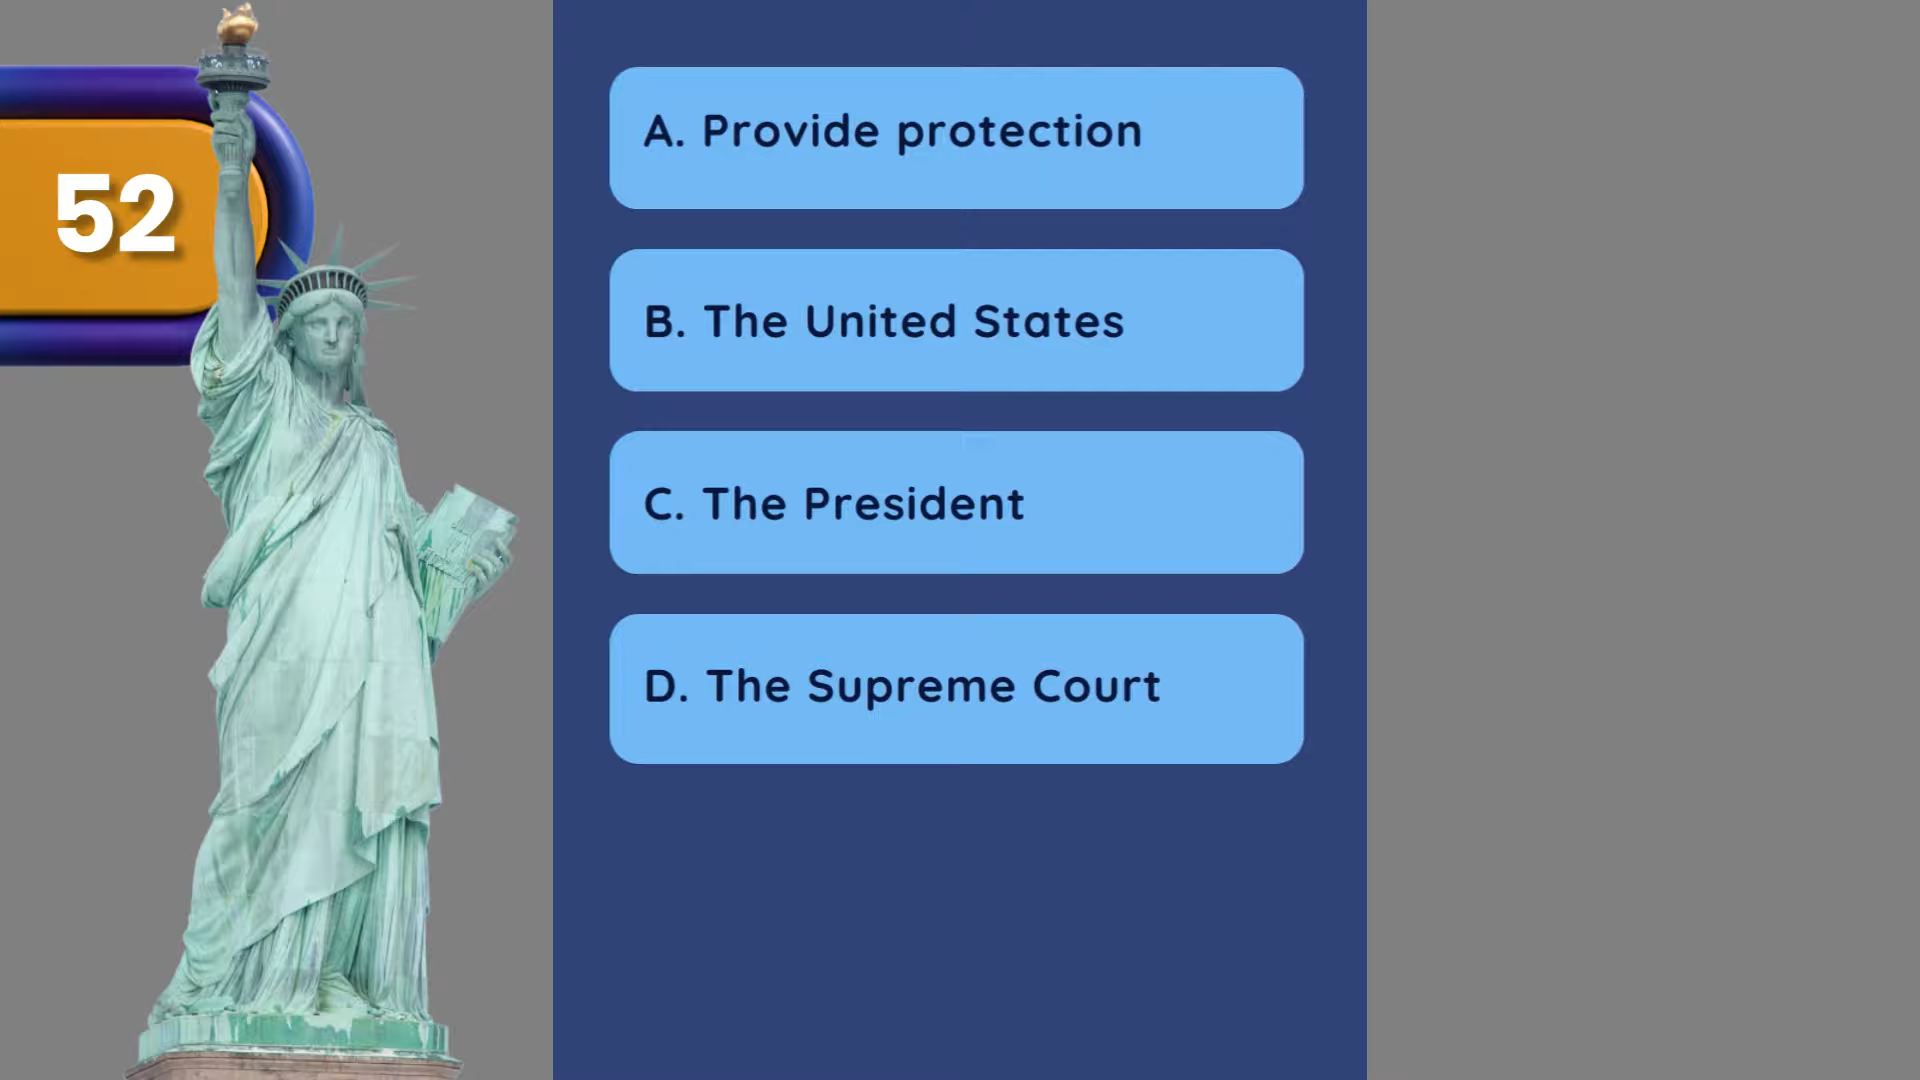 52
A. Provide protection
B. The United States
C. The President
D. The Supreme Court